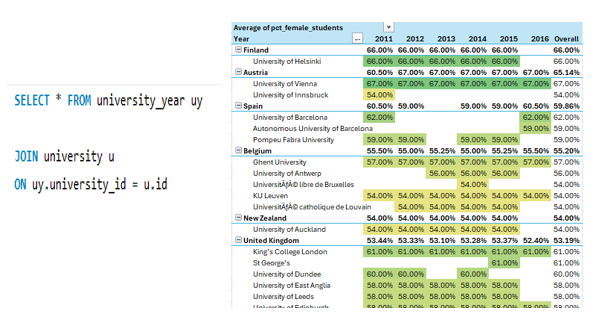 SELECT * FROM university_year uy
JOIN university u
ON uy.university_id = u.id
Average of pct_female_students
Year ... 2011 2012 2013 2014 2015 2016 Overall
Finland 66.00% 66.00% 66.00% 66.00% 66.00% 66.00%
University of Helsinki 66.00% 66.00% 66.00% 66.00% 66.00% 66.00%
Austria 60.50% 67.00% 67.00% 67.00% 67.00% 67.00% 65.14%
University of Vienna 67.00% 67.00% 67.00% 67.00% 67.00% 67.00% 67.00%
University of Innsbruck 54.00% 54.00%
Spain 60.50% 59.00% 59.00% 59.00% 60.50% 59.86%
University of Barcelona 62.00% 62.00% 62.00%
Autonomous University of Barcelona 59.00% 59.00%
Pompeu Fabra University 59.00% 59.00% 59.00% 59.00% 59.00%
Belgium 55.50% 55.00% 55.25% 55.00% 55.25% 55.50% 55.20%
Ghent University 57.00% 57.00% 57.00% 57.00% 57.00% 57.00% 57.00%
University of Antwerp 56.00% 56.00% 56.00% 56.00%
UniversitÃƒÂ© libre de Bruxelles 54.00% 54.00%
KU Leuven 54.00% 54.00% 54.00% 54.00% 54.00% 54.00% 54.00%
UniversitÃƒÂ© catholique de Louvain 54.00% 54.00% 54.00% 54.00% 54.00%
New Zealand 54.00% 54.00% 54.00% 54.00% 54.00% 54.00%
University of Auckland 54.00% 54.00% 54.00% 54.00% 54.00% 54.00%
United Kingdom 53.44% 53.33% 53.10% 53.28% 53.37% 52.40% 53.19%
King's College London 61.00% 61.00% 61.00% 61.00% 61.00% 61.00% 61.00%
St George's 61.00% 61.00%
University of Dundee 60.00% 60.00% 60.00% 60.00%
University of East Anglia 58.00% 58.00% 58.00% 58.00% 58.00% 58.00%
University of Leeds 58.00% 58.00% 58.00% 58.00% 58.00% 58.00%
University of Edinburgh 58.00% 58.00% 58.00% 58.00% 58.00% 58.00% 58.00%